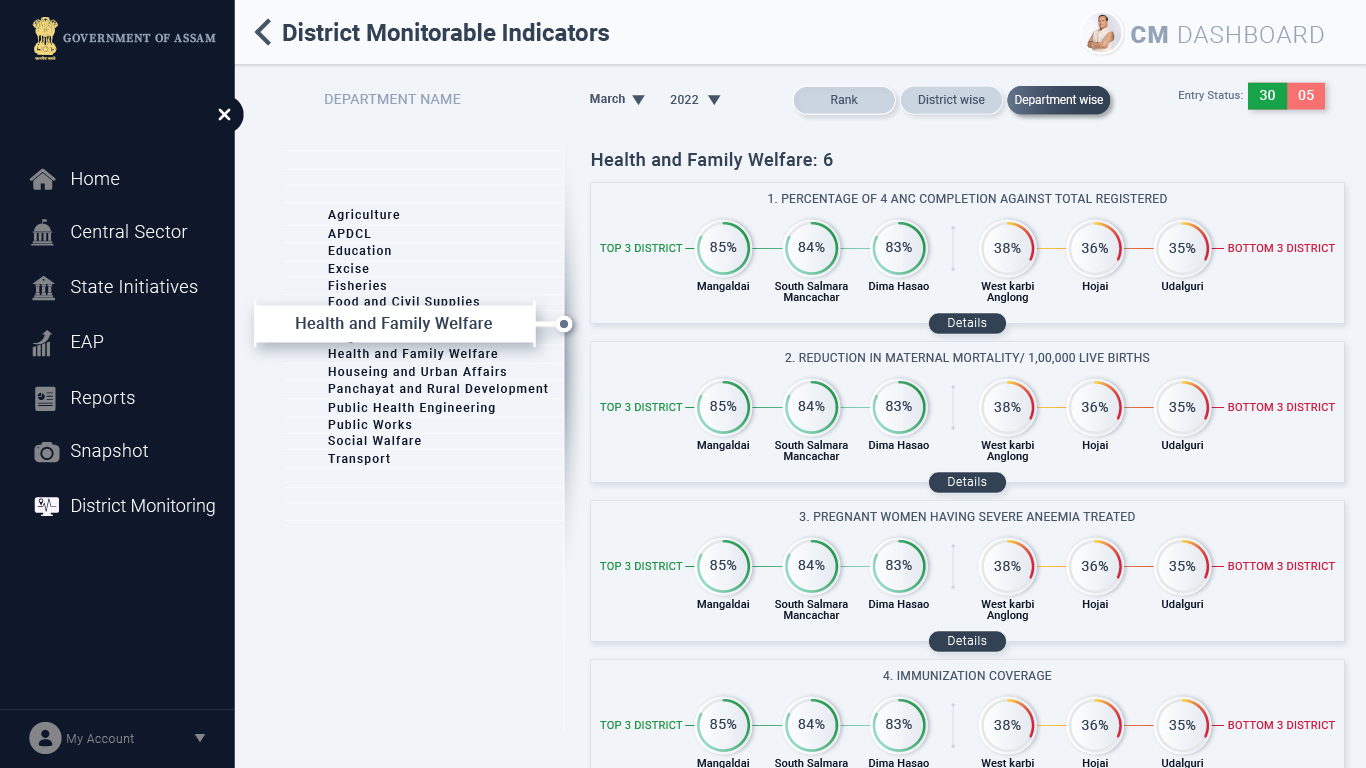 GOVERNMENT OF ASSAM
Home
Central Sector
State Initiatives
EAP
Reports
Snapshot
District Monitoring
My Account
District Monitorable Indicators
CM DASHBOARD
DEPARTMENT NAME
March 2022
Rank District wise Department wise
Entry Status: 30 05
Agriculture
APDCL
Education
Excise
Fisheries
Food and Civil Supplies
Health and Family Welfare
Health and Family Welfare
Houseing and Urban Affairs
Panchayat and Rural Development
Public Health Engineering
Public Works
Social Walfare
Transport
Health and Family Welfare: 6
1. PERCENTAGE OF 4 ANC COMPLETION AGAINST TOTAL REGISTERED
TOP 3 DISTRICT 85% 84% 83% 38% 36% 35% BOTTOM 3 DISTRICT
Mangaldai South Salmara Dima Hasao West karbi Hojai Udalguri
Mancachar Anglong
Details
2. REDUCTION IN MATERNAL MORTALITY/ 1,00,000 LIVE BIRTHS
TOP 3 DISTRICT 85% 84% 83% 38% 36% 35% BOTTOM 3 DISTRICT
Mangaldai South Salmara Dima Hasao West karbi Hojai Udalguri
Mancachar Anglong
Details
3. PREGNANT WOMEN HAVING SEVERE ANEEMIA TREATED
TOP 3 DISTRICT 85% 84% 83% 38% 36% 35% BOTTOM 3 DISTRICT
Mangaldai South Salmara Dima Hasao West karbi Hojai Udalguri
Mancachar Anglong
Details
4. IMMUNIZATION COVERAGE
TOP 3 DISTRICT 85% 84% 83% 38% 36% 35% BOTTOM 3 DISTRICT
Mangaldai South Salmara Dima Hasao West karbi Hojai Udalguri